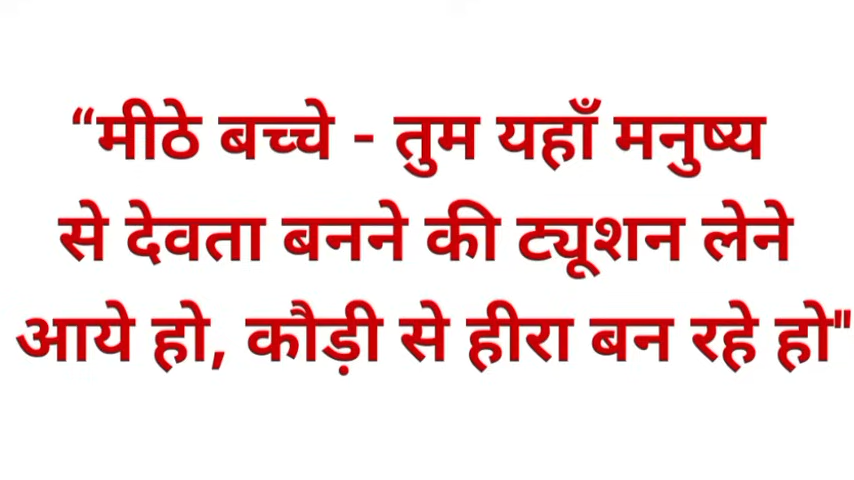 “मीठे बच्चे - तुम यहाँ मनुष्य
से देवता बनने की ट्यूशन लेने
आये हो, कौड़ी से हीरा बन रहे हो"